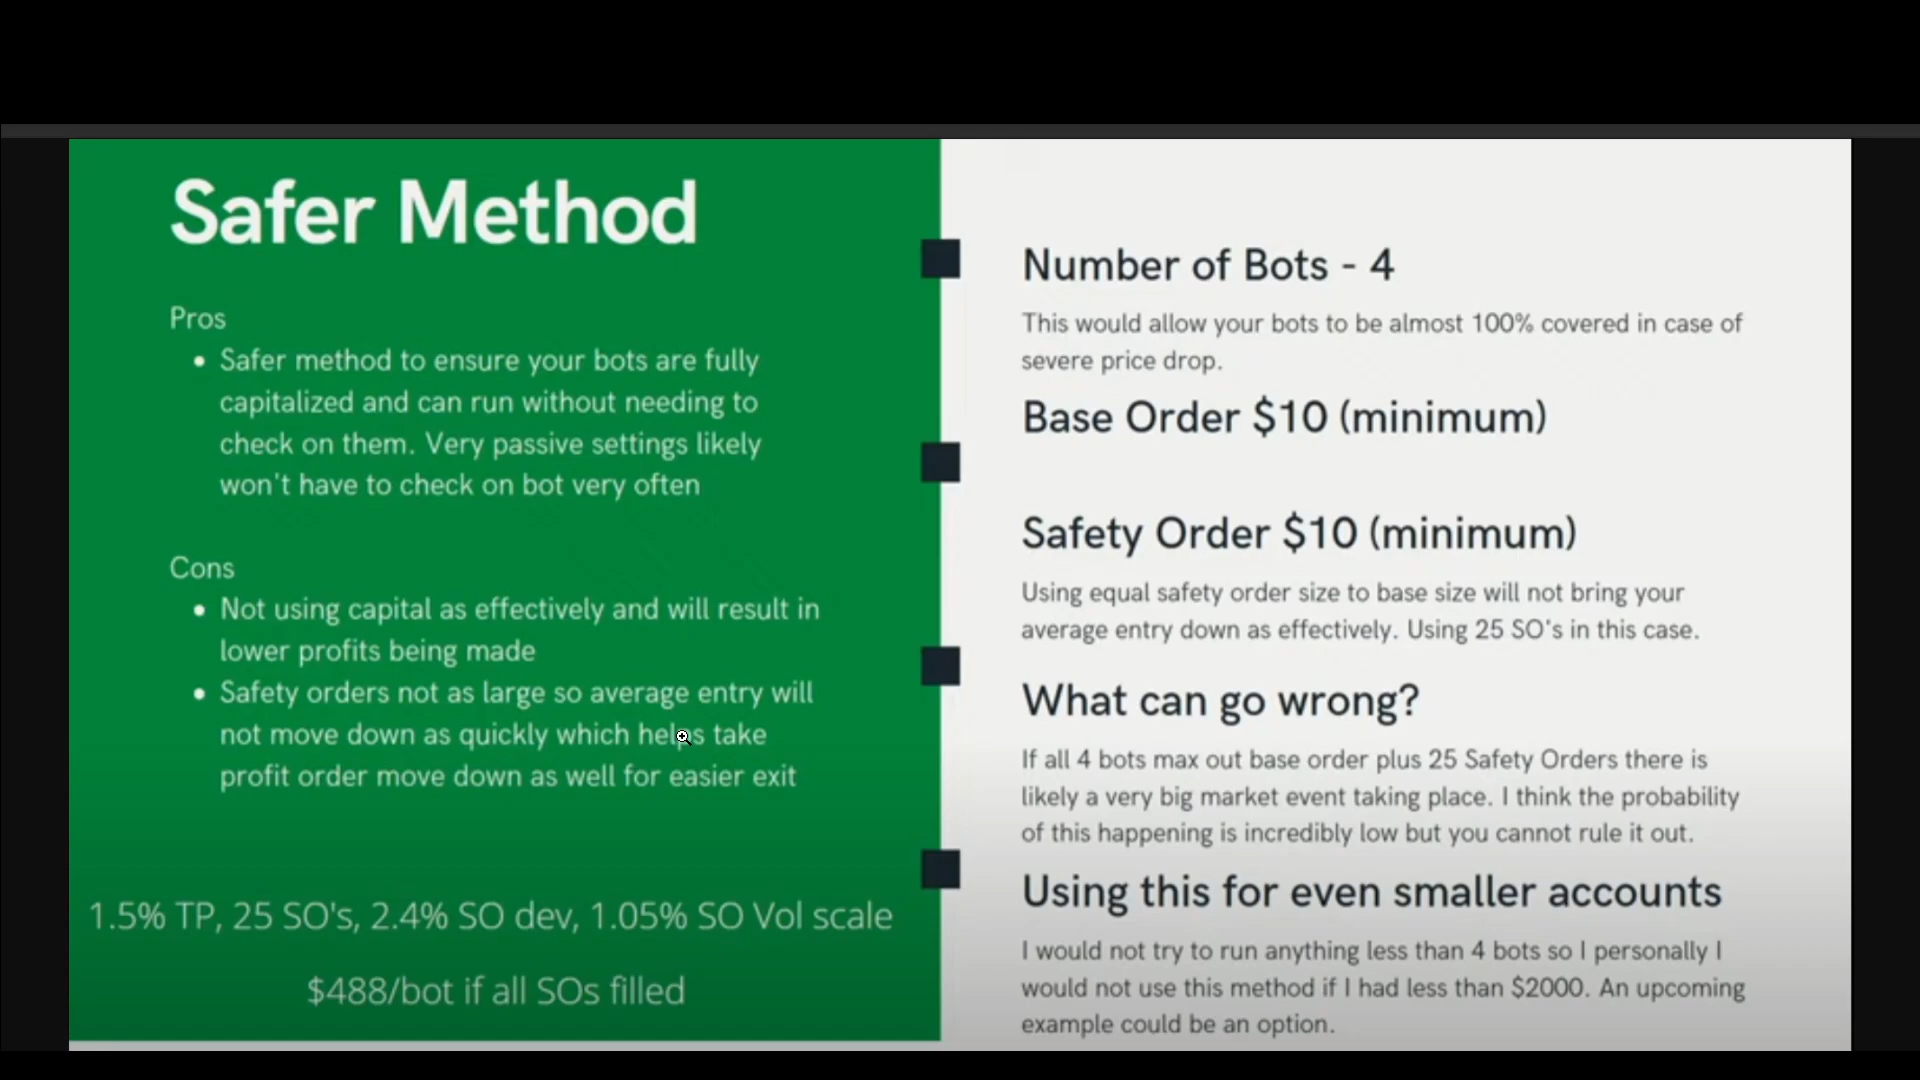 Safer Method
Pros
• Safer method to ensure your bots are fully
capitalized and can run without needing to
check on them. Very passive settings likely
won't have to check on bot very often
Cons
• Not using capital as effectively and will result in
lower profits being made
• Safety orders not as large so average entry will
not move down as quickly which helps take
profit order move down as well for easier exit
1.5% TP, 25 SO's, 2.4% SO dev, 1.05% SO Vol scale
$488/bot if all SOs filled
Number of Bots - 4
This would allow your bots to be almost 100% covered in case of
severe price drop.
Base Order $10 (minimum)
Safety Order $10 (minimum)
Using equal safety order size to base size will not bring your
average entry down as effectively. Using 25 SO's in this case.
What can go wrong?
If all 4 bots max out base order plus 25 Safety Orders there is
likely a very big market event taking place. I think the probability
of this happening is incredibly low but you cannot rule it out.
Using this for even smaller accounts
I would not try to run anything less than 4 bots so I personally I
would not use this method if I had less than $2000. An upcoming
example could be an option.